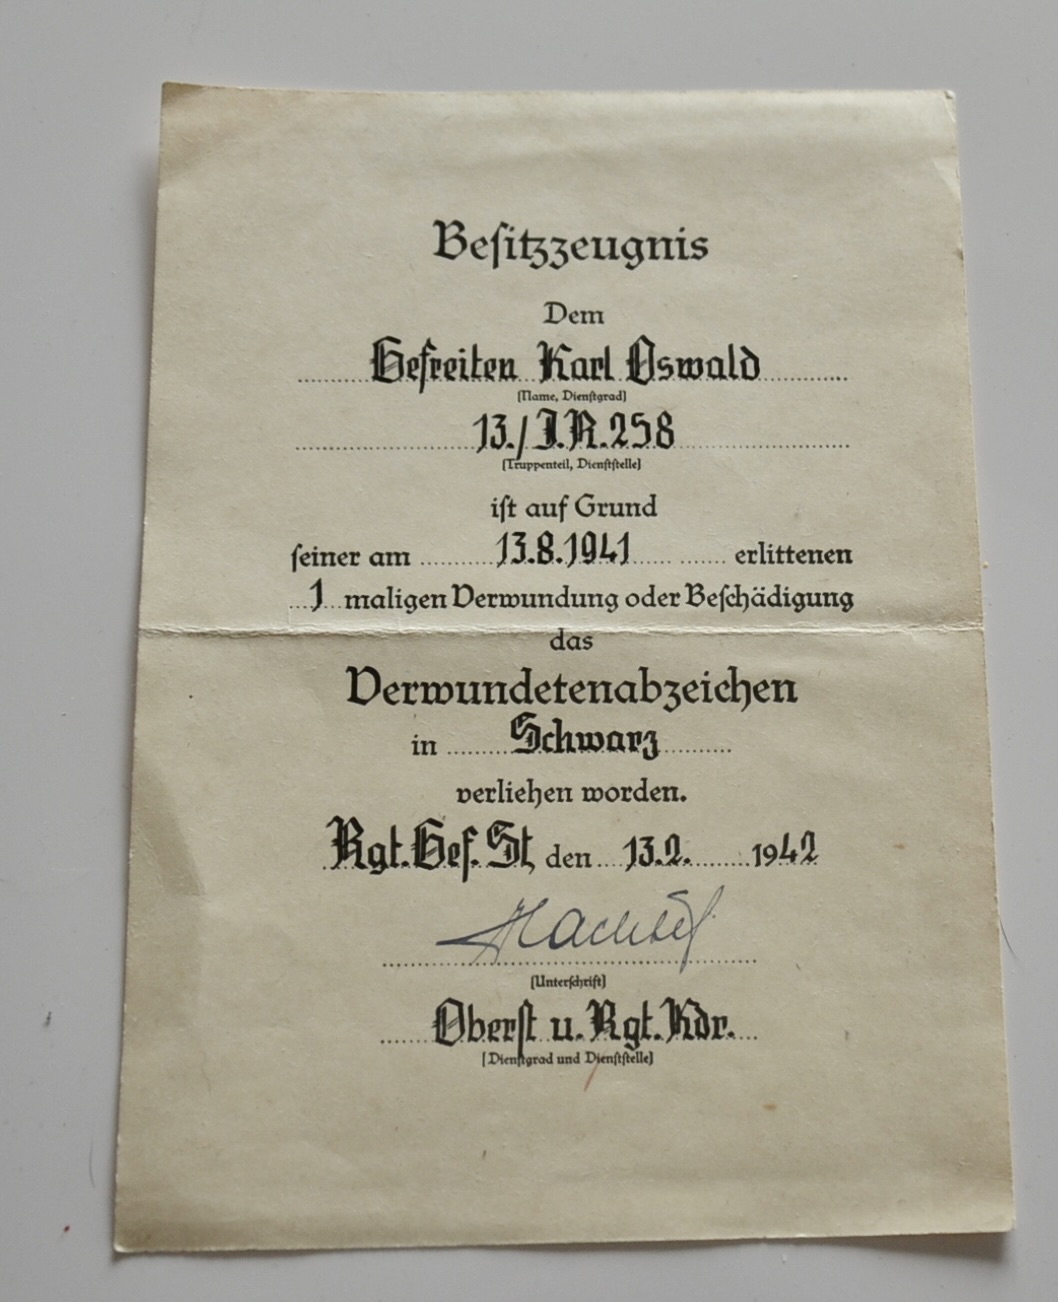 Besitzzeugnis
Dem
Gefreiten Karl Oswald
(Name, Dienstgrad)
13./I.R.258
(Truppenteil, Dienststelle)
ist auf Grund
seiner am 13.8.1941 erlittenen
1 maligen Verwundung oder Beschädigung
das
Verwundetenabzeichen
in Schwarz
verliehen worden.
Rgt.Gef.St, den 13.2. 1942
(Unterschrift)
Oberst u. Rgt. Kdr.
(Dienstgrad und Dienststelle)